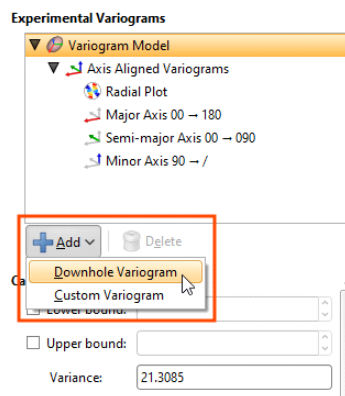 Experimental Variograms
Variogram Model
Axis Aligned Variograms
Radial Plot
Major Axis 00 → 180
Semi-major Axis 00 → 090
Minor Axis 90 → /
Add Delete
Downhole Variogram
Ca
Custom Variogram
Lower bound:
Upper bound:
Variance: 21.3085